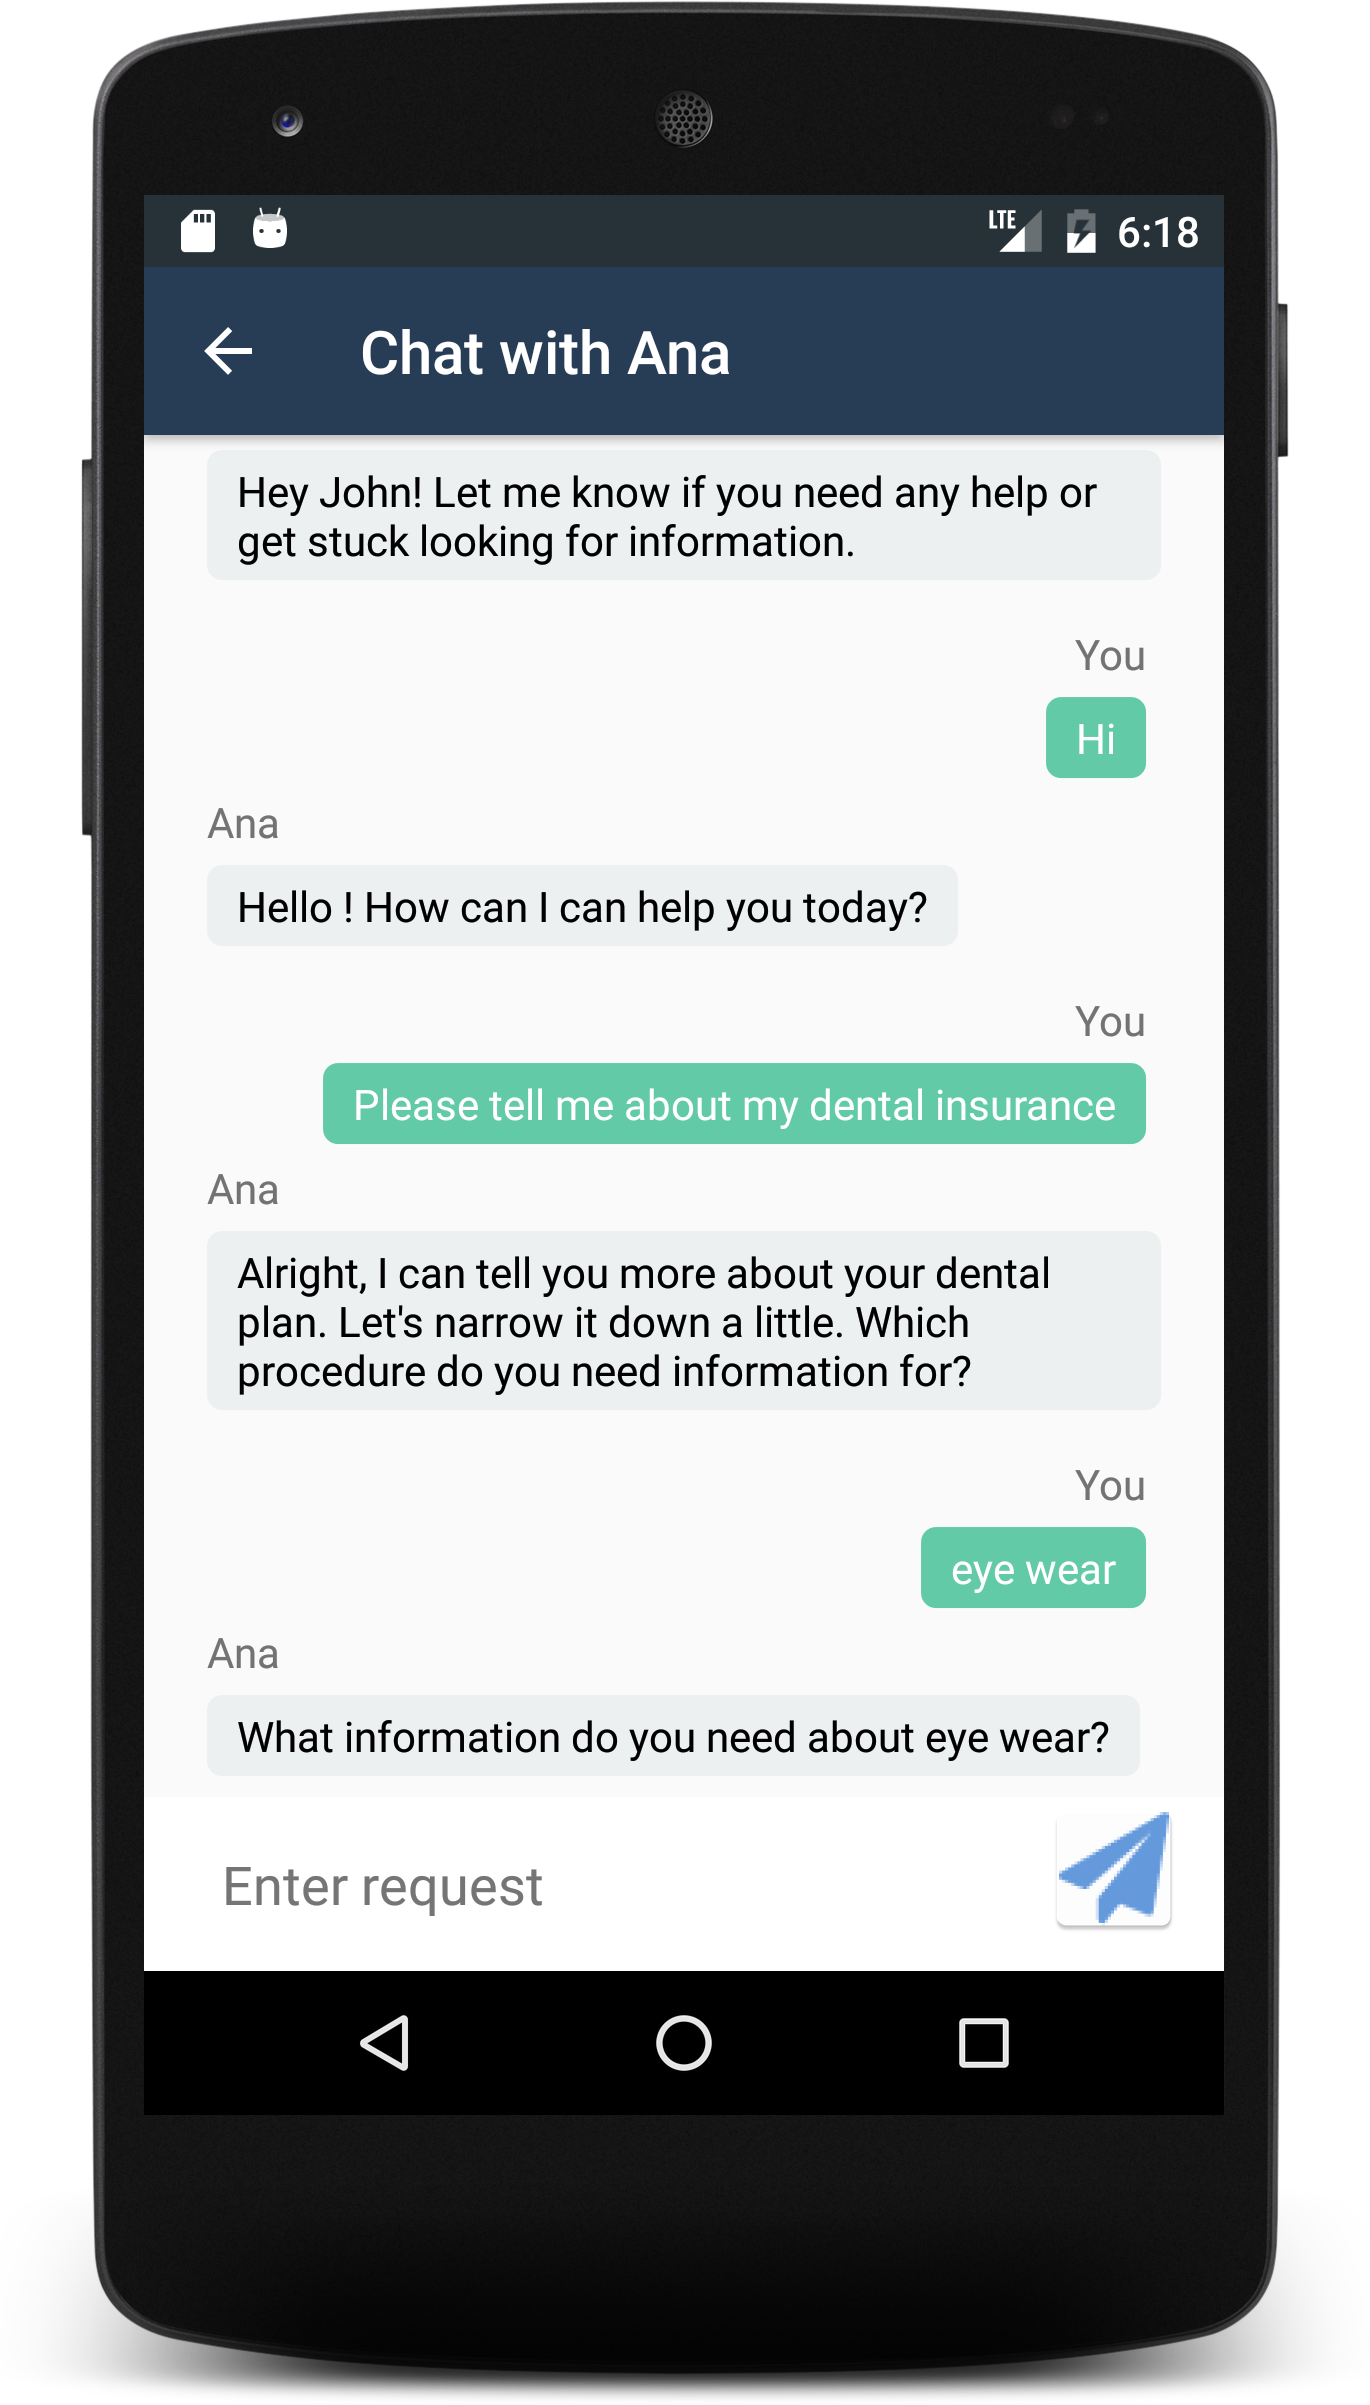 LTE 6:18
Chat with Ana
Hey John! Let me know if you need any help or
get stuck looking for information.
You
Hi
Ana
Hello ! How can I can help you today?
You
Please tell me about my dental insurance
Ana
Alright, I can tell you more about your dental
plan. Let's narrow it down a little. Which
procedure do you need information for?
You
eye wear
Ana
What information do you need about eye wear?
Enter request